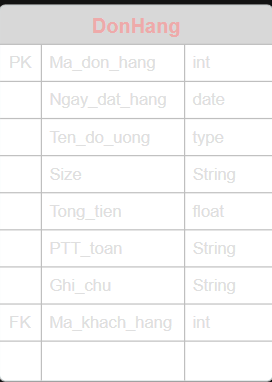 DonHang
PK Ma_don_hang int
Ngay_dat_hang date
Ten_do_uong type
Size String
Tong_tien float
PTT_toan String
Ghi_chu String
FK Ma_khach_hang int